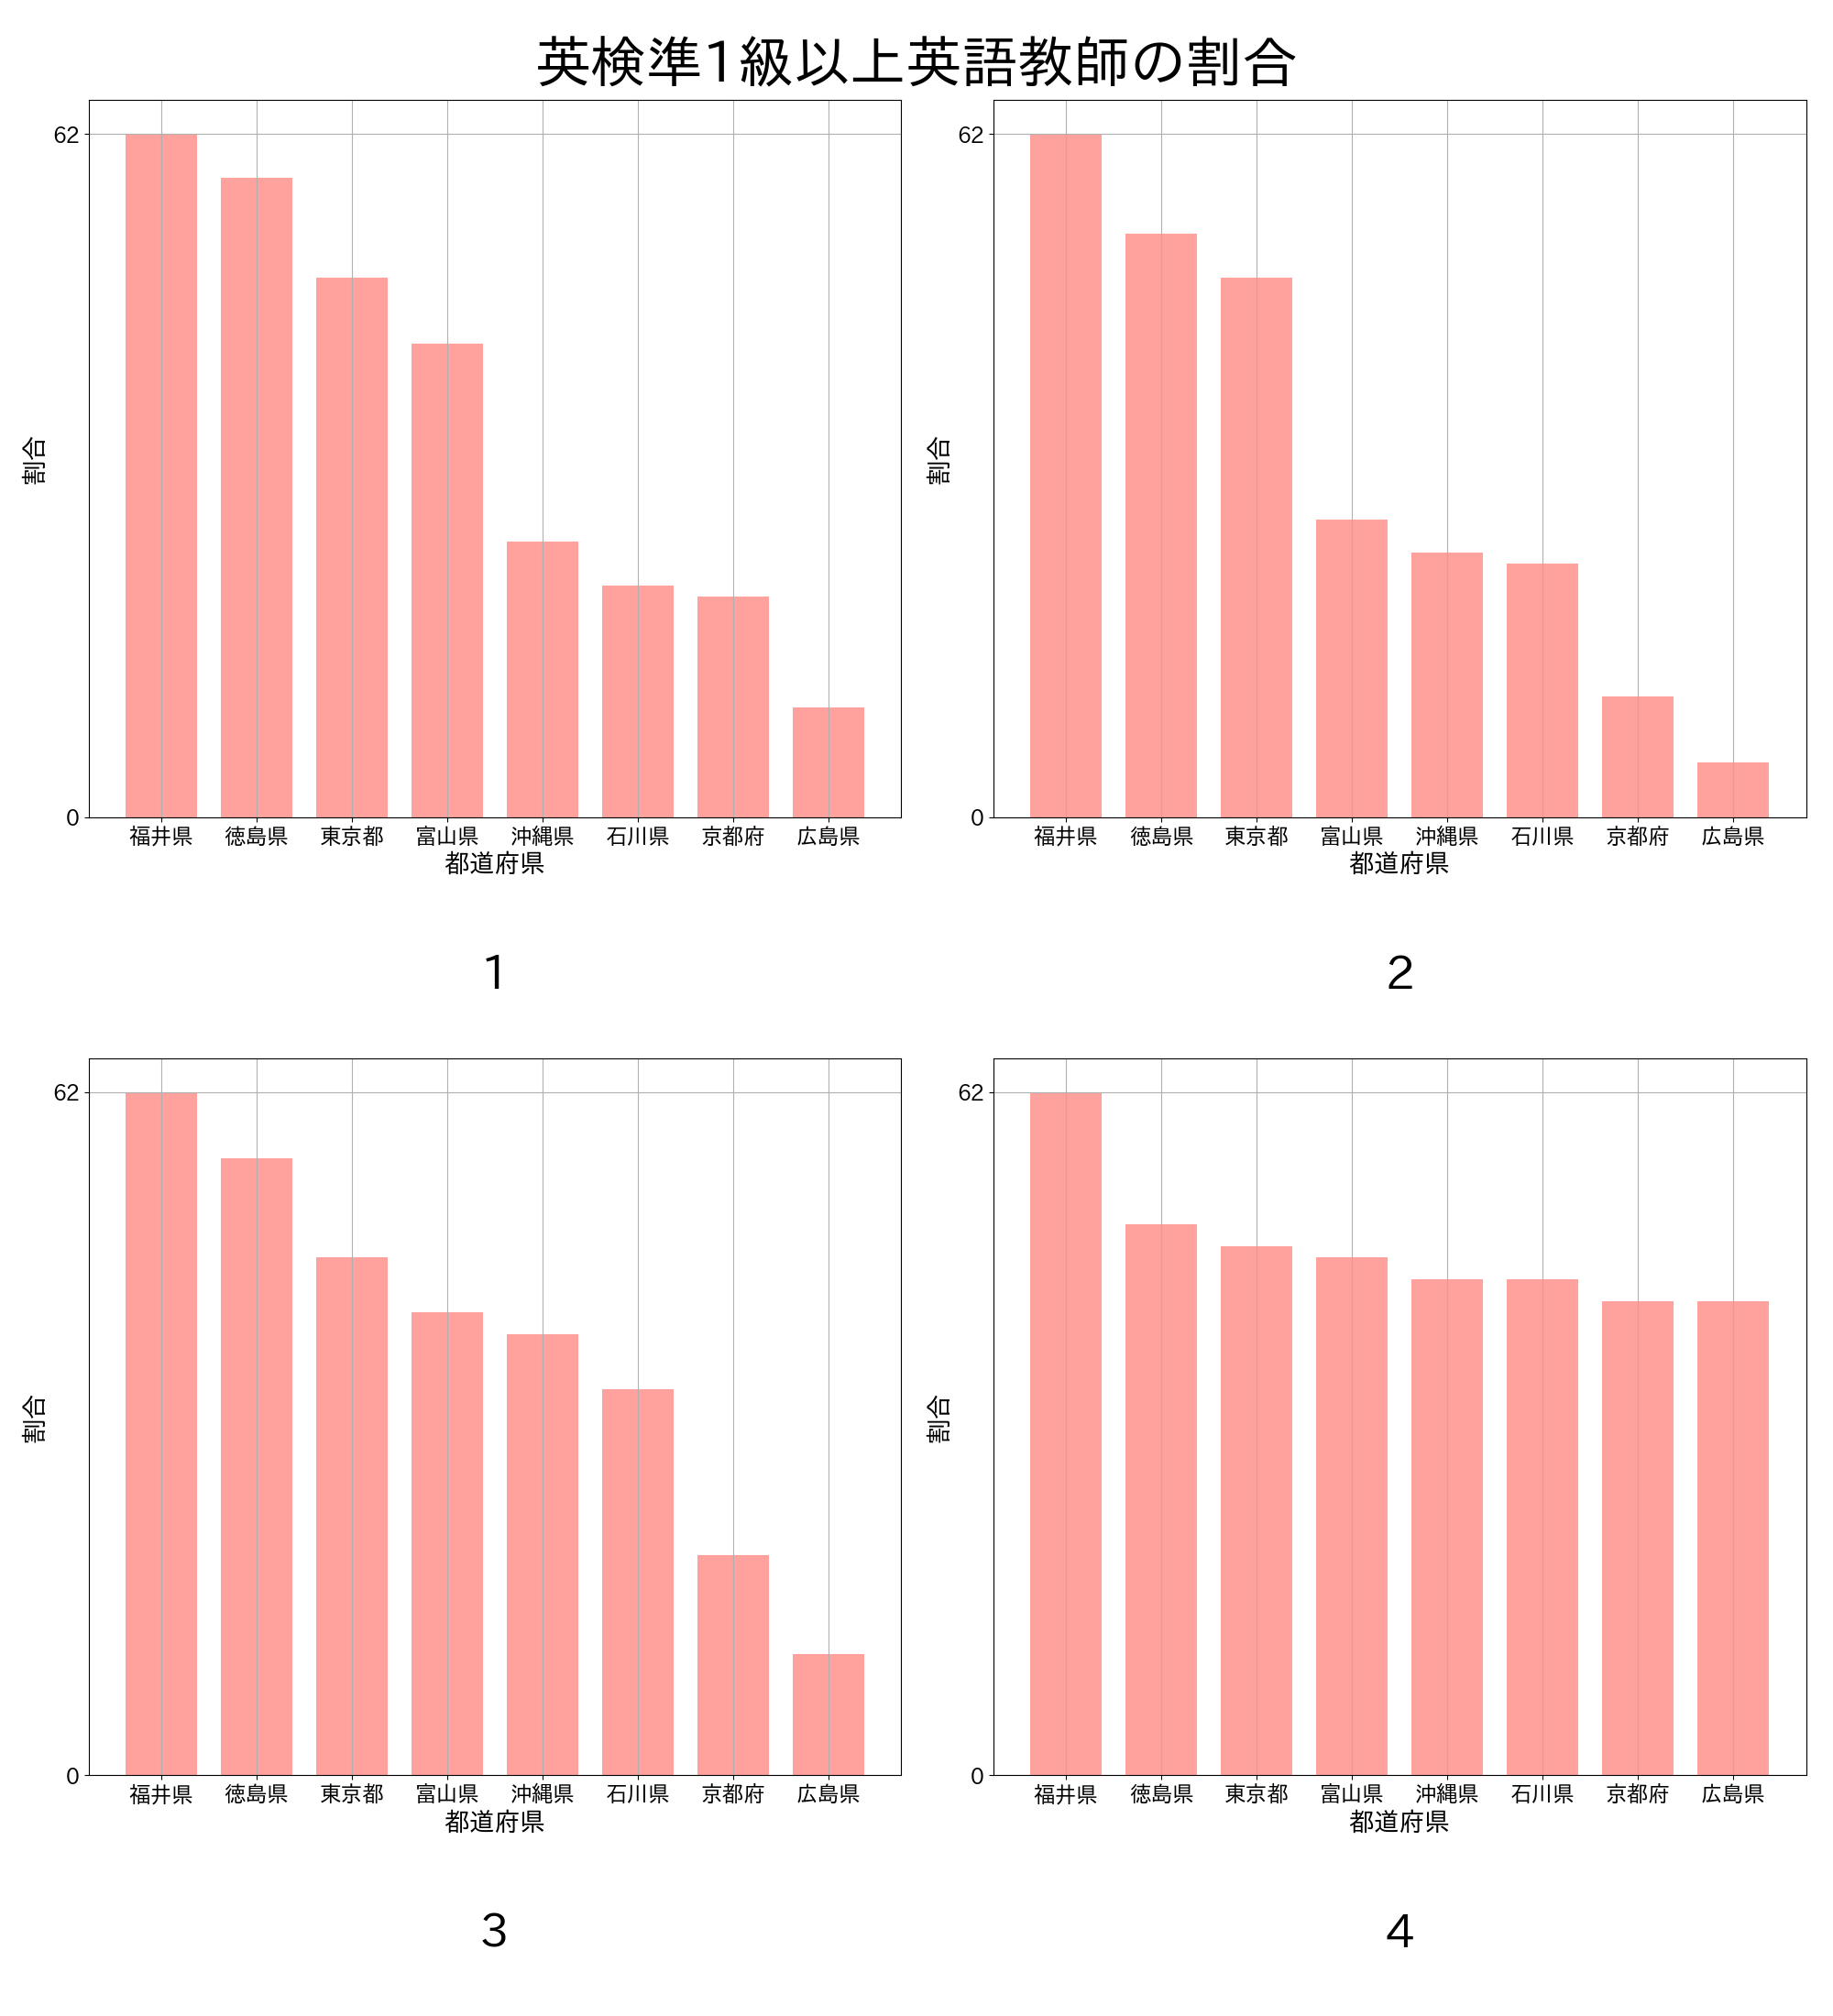 英検準1級以上英語教師の割合
62
0
割合
福井県 徳島県 東京都 富山県 沖縄県 石川県 京都府 広島県
都道府県
1
62
0
割合
福井県 徳島県 東京都 富山県 沖縄県 石川県 京都府 広島県
都道府県
2
62
0
割合
福井県 徳島県 東京都 富山県 沖縄県 石川県 京都府 広島県
都道府県
3
62
0
割合
福井県 徳島県 東京都 富山県 沖縄県 石川県 京都府 広島県
都道府県
4